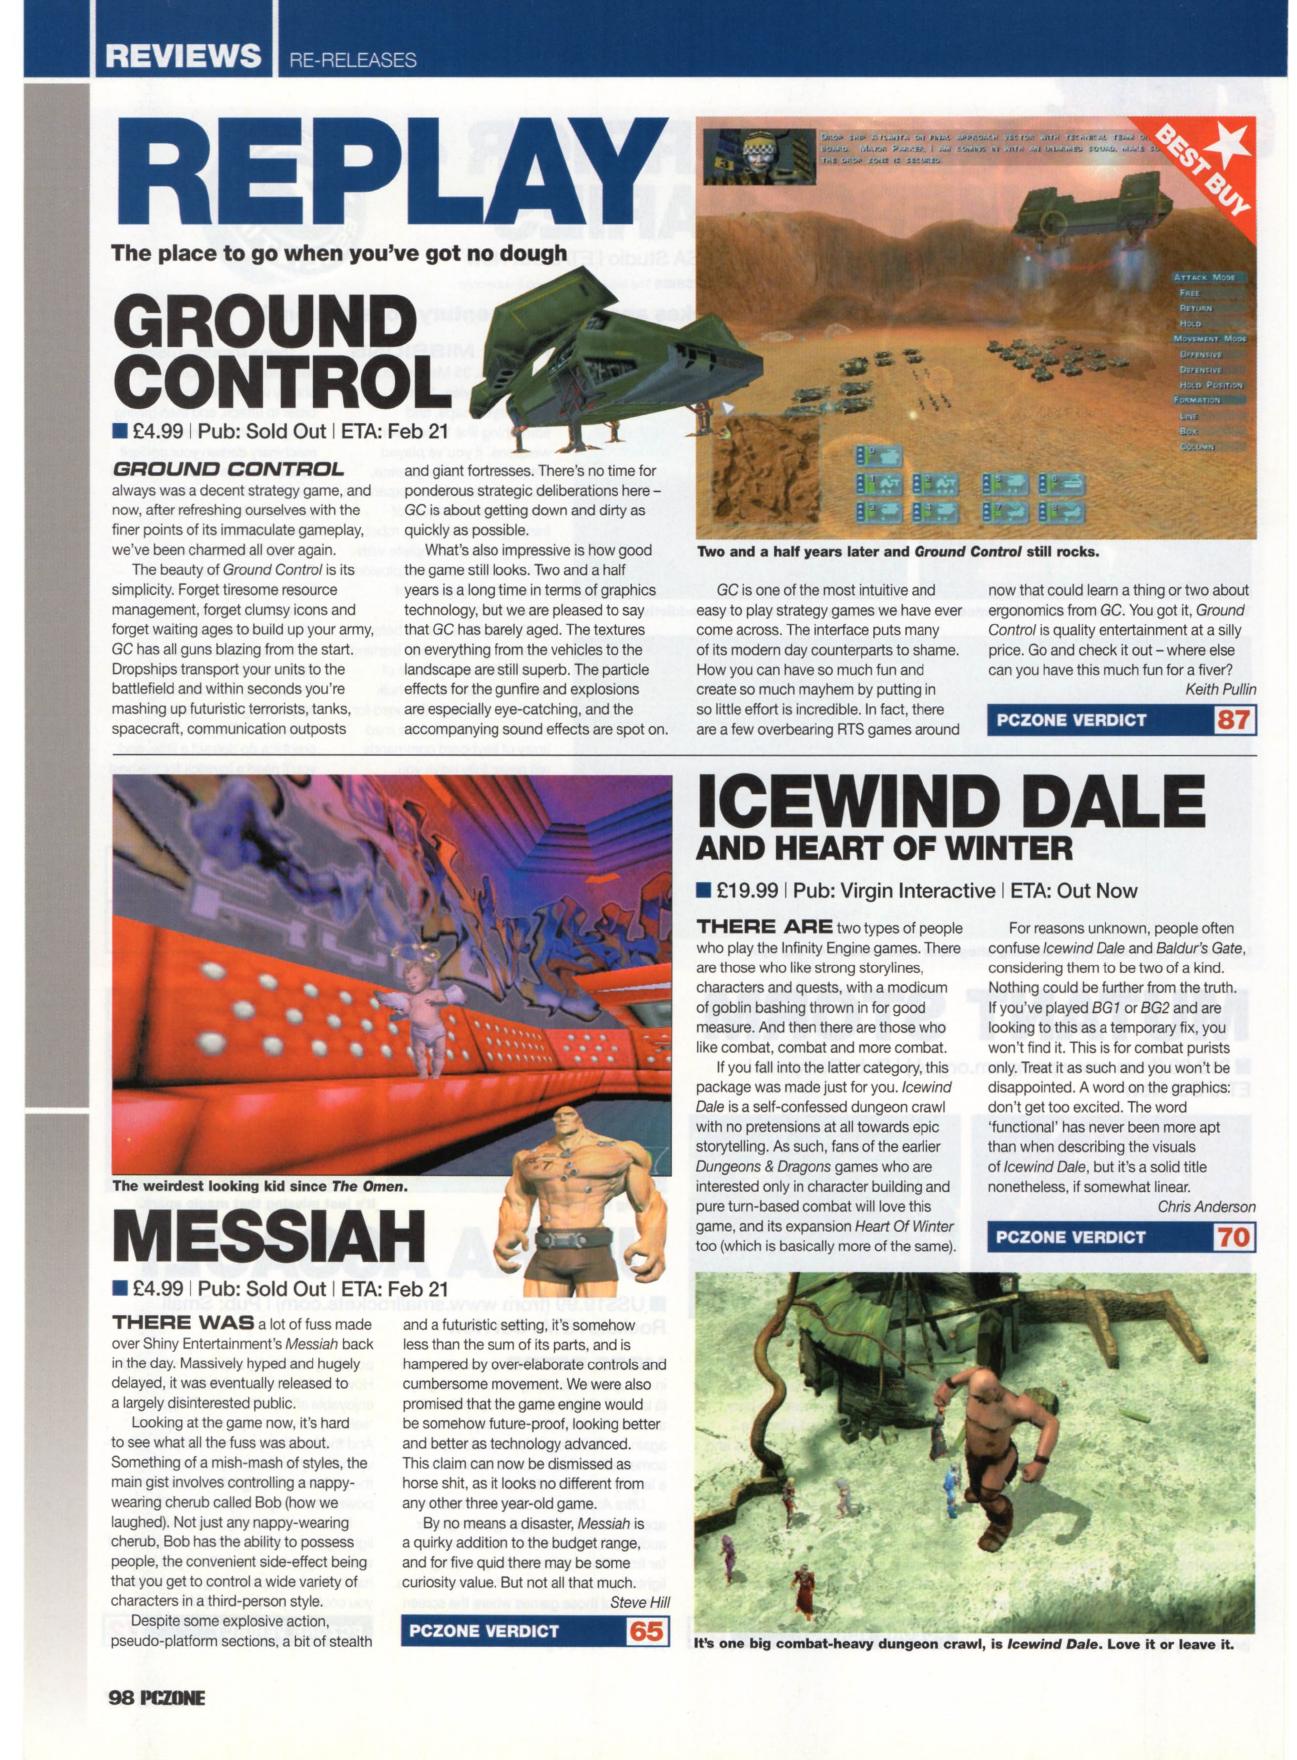 REVIEWS
RE-RELEASES
REPLAY
The place to go when you've got no dough
GROUND
CONTROL
£4.99 | Pub: Sold Out | ETA: Feb 21
GROUND CONTROL
always was a decent strategy game, and
now, after refreshing ourselves with the
finer points of its immaculate gameplay,
we've been charmed all over again.
The beauty of Ground Control is its
simplicity. Forget tiresome resource
management, forget clumsy icons and
forget waiting ages to build up your army,
GC has all guns blazing from the start.
Dropships transport your units to the
battlefield and within seconds you're
mashing up futuristic terrorists, tanks,
spacecraft, communication outposts
and giant fortresses. There's no time for
ponderous strategic deliberations here –
GC is about getting down and dirty as
quickly as possible.
What's also impressive is how good
the game still looks. Two and a half
years is a long time in terms of graphics
technology, but we are pleased to say
that GC has barely aged. The textures
on everything from the vehicles to the
landscape are still superb. The particle
effects for the gunfire and explosions
are especially eye-catching, and the
accompanying sound effects are spot on.
DROP SHIP ATLANTA ON FINAL APPROACH VECTOR WITH TECHNICAL TEAM ON
BOARD. MAJOR PARKER, I AM COMING IN WITH AN UNARMED SQUAD, MAKE SU
THE DROP ZONE IS SECURED
BEST BUY
ATTACK MODE
FREE
RETURN
HOLD
MOVEMENT MODE
OFFENSIVE
DEFENSIVE
HOLD POSITION
FORMATION
LINE
BOX
COLUMN
Two and a half years later and Ground Control still rocks.
GC is one of the most intuitive and
easy to play strategy games we have ever
come across. The interface puts many
of its modern day counterparts to shame.
How you can have so much fun and
create so much mayhem by putting in
so little effort is incredible. In fact, there
are a few overbearing RTS games around
now that could learn a thing or two about
ergonomics from GC. You got it, Ground
Control is quality entertainment at a silly
price. Go and check it out – where else
can you have this much fun for a fiver?
Keith Pullin
PCZONE VERDICT 87
The weirdest looking kid since The Omen.
MESSIAH
£4.99 | Pub: Sold Out | ETA: Feb 21
THERE WAS a lot of fuss made
over Shiny Entertainment's Messiah back
in the day. Massively hyped and hugely
delayed, it was eventually released to
a largely disinterested public.
Looking at the game now, it's hard
to see what all the fuss was about.
Something of a mish-mash of styles, the
main gist involves controlling a nappy-
wearing cherub called Bob (how we
laughed). Not just any nappy-wearing
cherub, Bob has the ability to possess
people, the convenient side-effect being
that you get to control a wide variety of
characters in a third-person style.
Despite some explosive action,
pseudo-platform sections, a bit of stealth
and a futuristic setting, it's somehow
less than the sum of its parts, and is
hampered by over-elaborate controls and
cumbersome movement. We were also
promised that the game engine would
be somehow future-proof, looking better
and better as technology advanced.
This claim can now be dismissed as
horse shit, as it looks no different from
any other three year-old game.
By no means a disaster, Messiah is
a quirky addition to the budget range,
and for five quid there may be some
curiosity value. But not all that much.
Steve Hill
PCZONE VERDICT 65
ICEWIND DALE
AND HEART OF WINTER
£19.99 | Pub: Virgin Interactive | ETA: Out Now
THERE ARE two types of people
who play the Infinity Engine games. There
are those who like strong storylines,
characters and quests, with a modicum
of goblin bashing thrown in for good
measure. And then there are those who
like combat, combat and more combat.
If you fall into the latter category, this
package was made just for you. Icewind
Dale is a self-confessed dungeon crawl
with no pretensions at all towards epic
storytelling. As such, fans of the earlier
Dungeons & Dragons games who are
interested only in character building and
pure turn-based combat will love this
game, and its expansion Heart Of Winter
too (which is basically more of the same).
For reasons unknown, people often
confuse Icewind Dale and Baldur's Gate,
considering them to be two of a kind.
Nothing could be further from the truth.
If you've played BG1 or BG2 and are
looking to this as a temporary fix, you
won't find it. This is for combat purists
only. Treat it as such and you won't be
disappointed. A word on the graphics:
don't get too excited. The word
'functional' has never been more apt
than when describing the visuals
of Icewind Dale, but it's a solid title
nonetheless, if somewhat linear.
Chris Anderson
PCZONE VERDICT 70
It's one big combat-heavy dungeon crawl, is Icewind Dale. Love it or leave it.
98 PCZONE